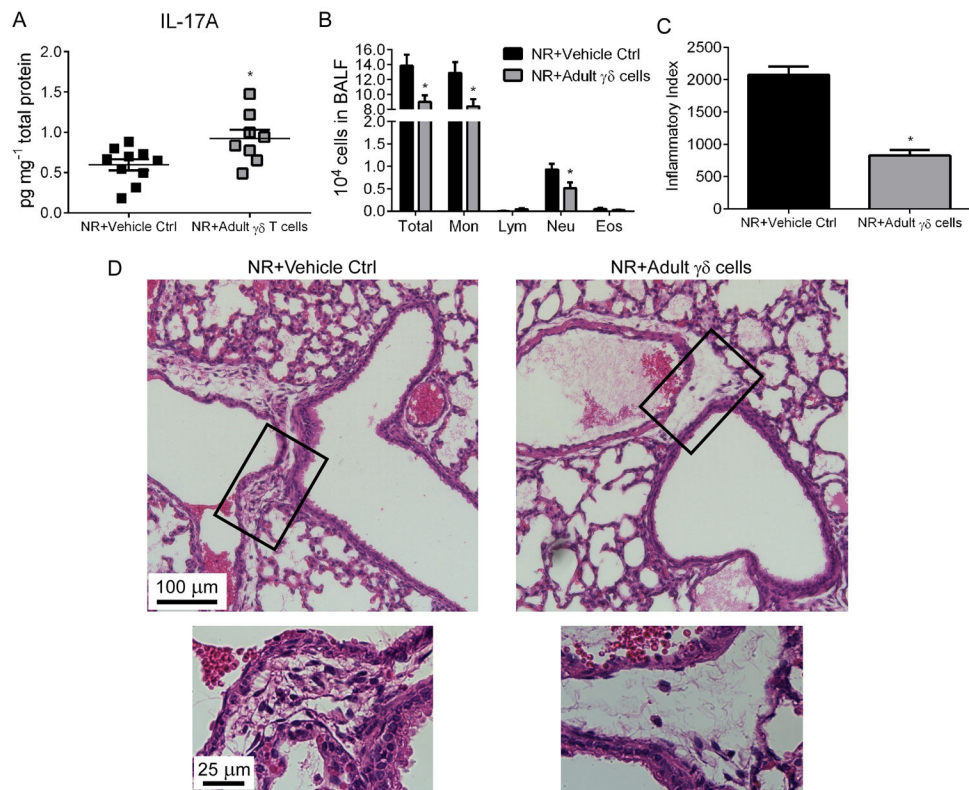 A
IL-17A
pg mg⁻¹ total protein
2.0
1.5
1.0
0.5
0.0
*
NR+Vehicle Ctrl
NR+Adult γδ T cells
B
10⁴ cells in BALF
16.0
14.0
12.0
10.0
8.0
6.0
2.0
1.5
1.0
0.5
0.0
*
*
*
Total
Mon
Lym
Neu
Eos
NR+Vehicle Ctrl
NR+Adult γδ cells
C
Inflammatory Index
2500
2000
1500
1000
500
0
*
NR+Vehicle Ctrl
NR+Adult γδ cells
D
NR+Vehicle Ctrl
NR+Adult γδ cells
100 μm
25 μm